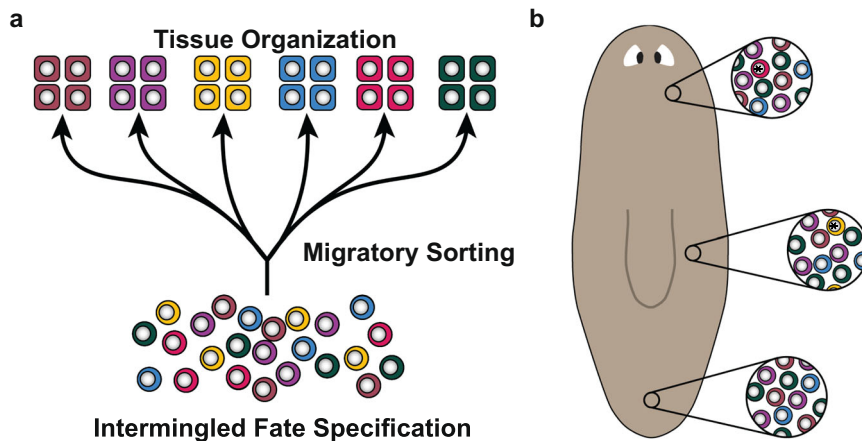 a
Tissue Organization
Migratory Sorting
Intermingled Fate Specification
b
*
*